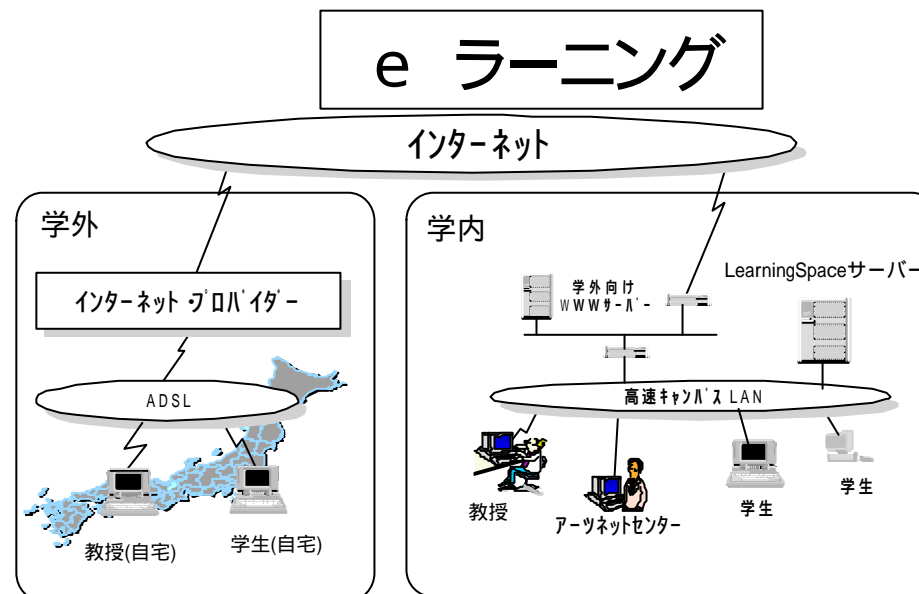 e ラーニング
インターネット
学外
インターネット・プロバイダー
ADSL
教授(自宅)
学生(自宅)
学内
学外向け
WWWサーバー
LearningSpaceサーバー
高速キャンパス LAN
教授
アーツネットセンター
学生
学生